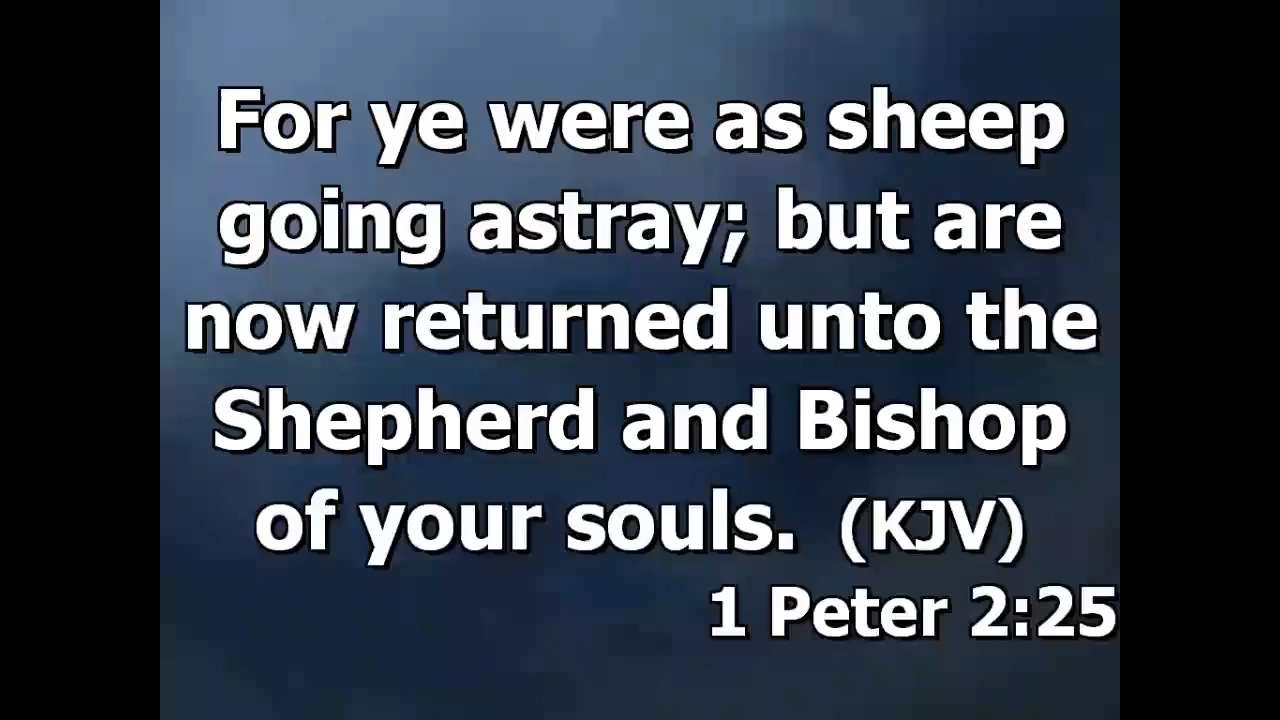 For ye were as sheep
going astray; but are
now returned unto the
Shepherd and Bishop
of your souls. (KJV)
1 Peter 2:25